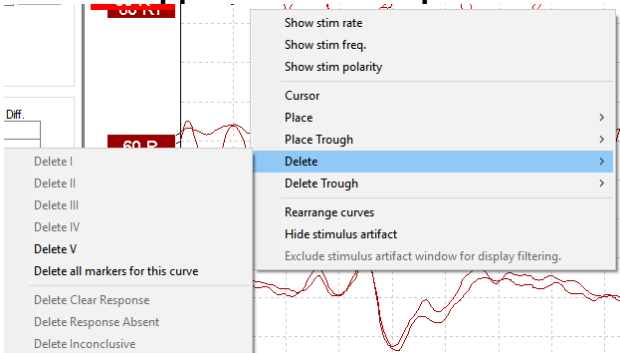 Show stim rate
Show stim freq.
Show stim polarity
Cursor
Place
Place Trough
Delete
Delete Trough
Rearrange curves
Hide stimulus artifact
Exclude stimulus artifact window for display filtering.
Diff.
Delete I
Delete II
Delete III
Delete IV
Delete V
Delete all markers for this curve
Delete Clear Response
Delete Response Absent
Delete Inconclusive